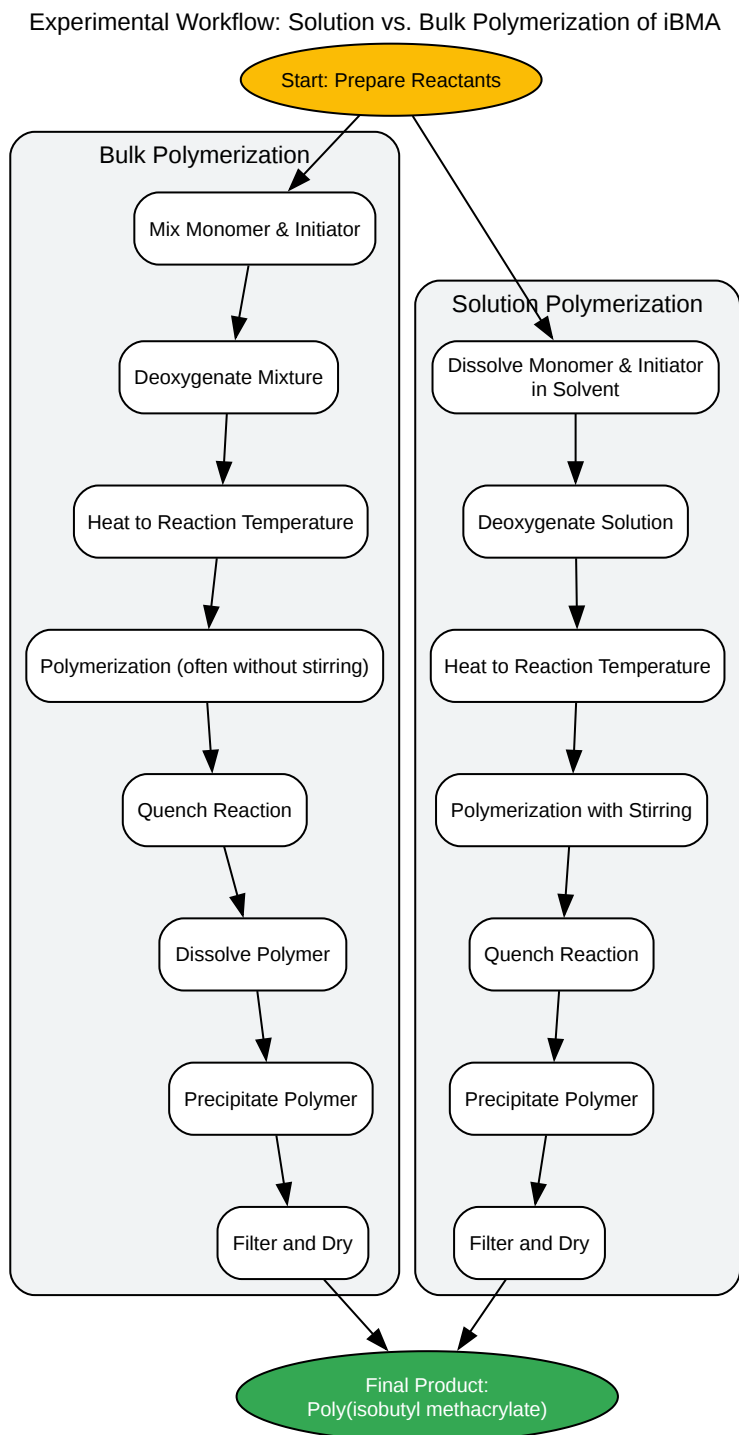 Experimental Workflow: Solution vs. Bulk Polymerization of iBMA
Start: Prepare Reactants
Bulk Polymerization
Mix Monomer & Initiator
Deoxygenate Mixture
Heat to Reaction Temperature
Polymerization (often without stirring)
Quench Reaction
Dissolve Polymer
Precipitate Polymer
Filter and Dry
Solution Polymerization
Dissolve Monomer & Initiator
in Solvent
Deoxygenate Solution
Heat to Reaction Temperature
Polymerization with Stirring
Quench Reaction
Precipitate Polymer
Filter and Dry
Final Product:
Poly(isobutyl methacrylate)